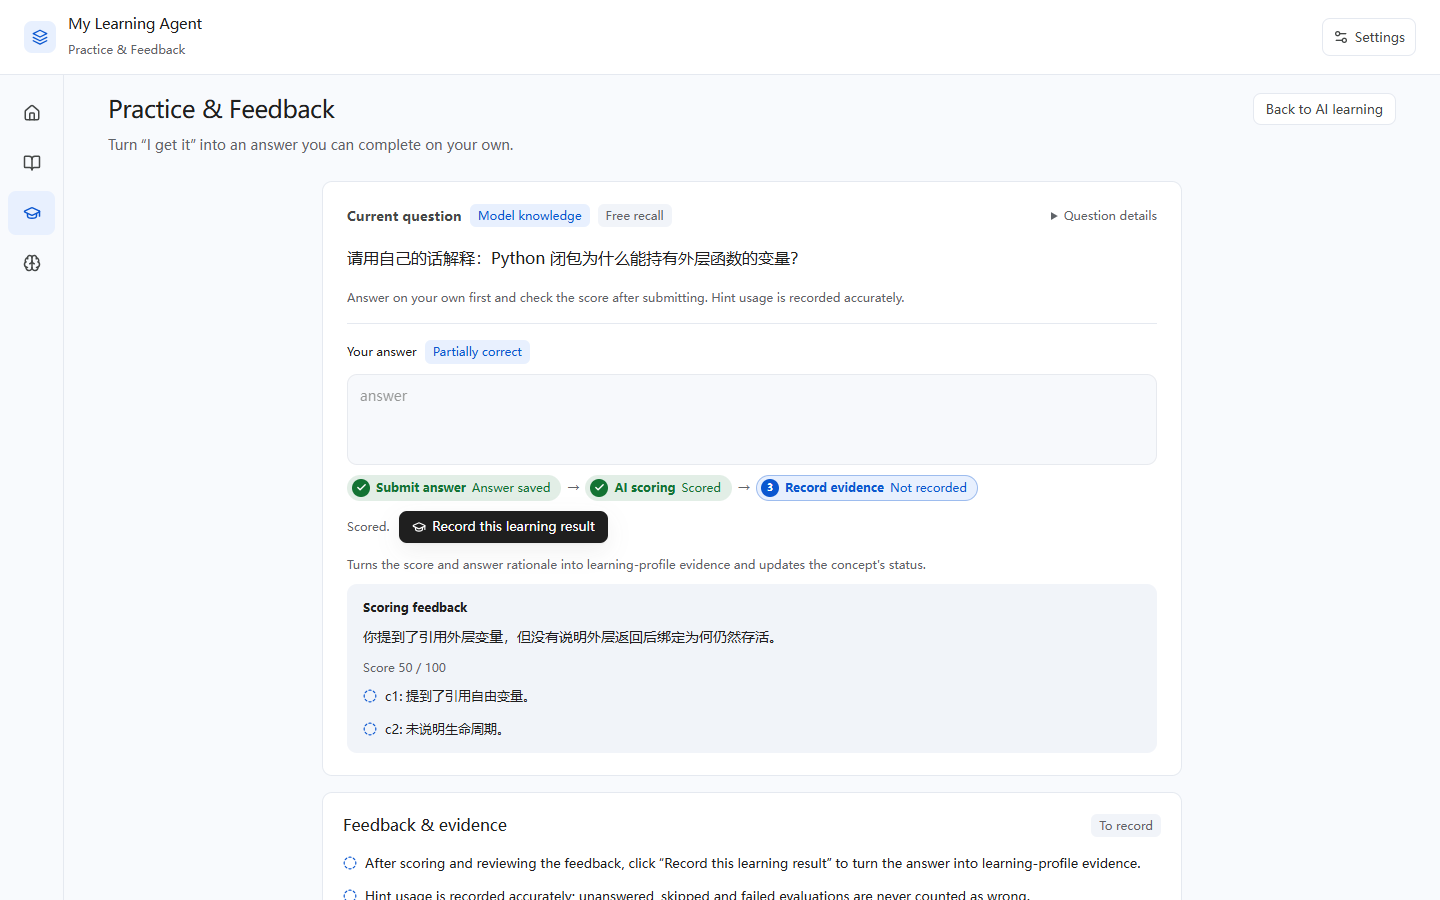 My Learning Agent
Practice & Feedback
Settings
Practice & Feedback
Back to AI learning
Turn “I get it” into an answer you can complete on your own.
Current question Model knowledge Free recall Question details
请用自己的话解释：Python 闭包为什么能持有外层函数的变量？
Answer on your own first and check the score after submitting. Hint usage is recorded accurately.
Your answer Partially correct
answer
Submit answer Answer saved → AI scoring Scored → 3 Record evidence Not recorded
Scored. Record this learning result
Turns the score and answer rationale into learning-profile evidence and updates the concept's status.
Scoring feedback
你提到了引用外层变量，但没有说明外层返回后绑定为何仍然存活。
Score 50 / 100
c1: 提到了引用自由变量。
c2: 未说明生命周期。
Feedback & evidence To record
After scoring and reviewing the feedback, click “Record this learning result” to turn the answer into learning-profile evidence.
Hint usage is recorded accurately; unanswered, skipped and failed evaluations are never counted as wrong.